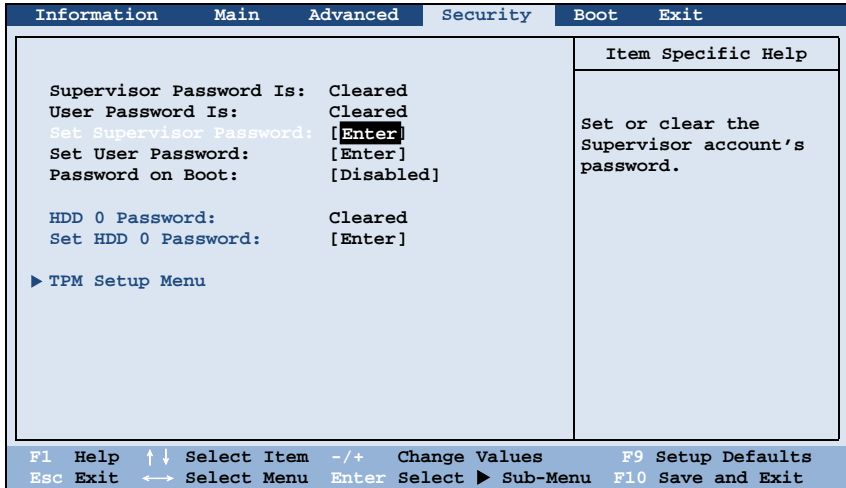 Information Main Advanced Security Boot Exit
Item Specific Help
Supervisor Password Is: Cleared
User Password Is: Cleared
Set Supervisor Password: [Enter]
Set User Password: [Enter]
Password on Boot: [Disabled]
HDD 0 Password: Cleared
Set HDD 0 Password: [Enter]
▶ TPM Setup Menu
Set or clear the
Supervisor account's
password.
F1 Help ↑↓ Select Item -/+ Change Values F9 Setup Defaults
Esc Exit ←→ Select Menu Enter Select ▶ Sub-Menu F10 Save and Exit